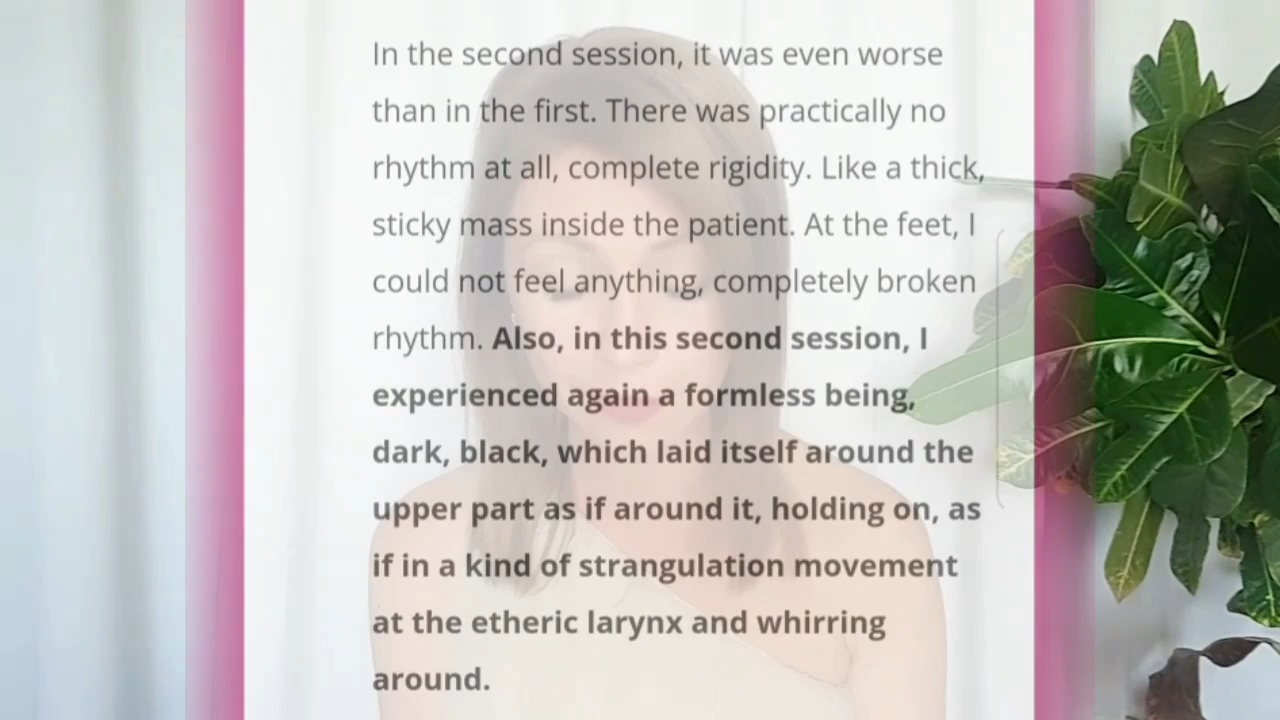 In the second session, it was even worse
than in the first. There was practically no
rhythm at all, complete rigidity. Like a thick,
sticky mass inside the patient. At the feet, I
could not feel anything, completely broken
rhythm. Also, in this second session, I
experienced again a formless being,
dark, black, which laid itself around the
upper part as if around it, holding on, as
if in a kind of strangulation movement
at the etheric larynx and whirring
around.